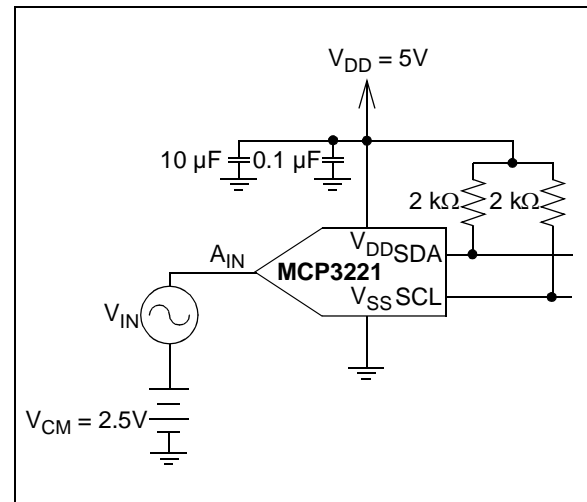 V_DD = 5V
10 µF 0.1 µF
2 kΩ 2 kΩ
A_IN
V_DD SDA
MCP3221
V_SS SCL
V_IN
V_CM = 2.5V